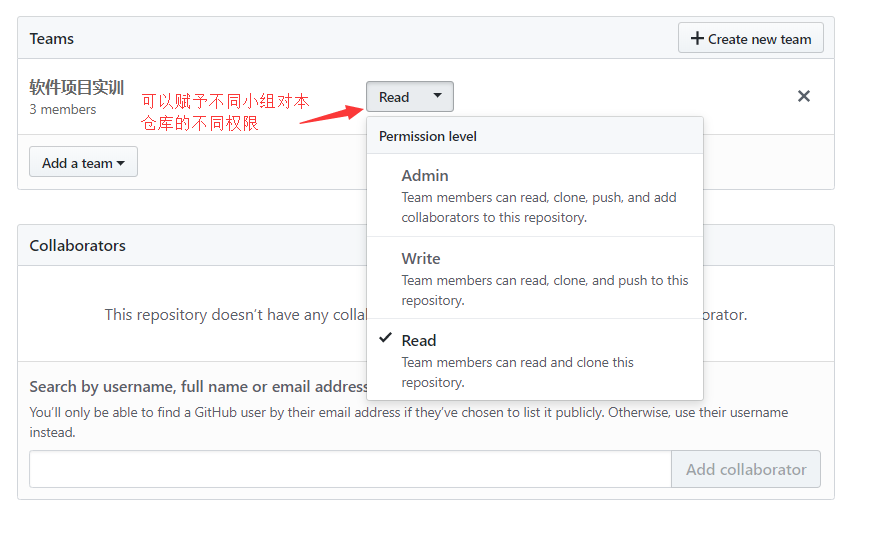 Teams
Create new team
软件项目实训
3 members
可以赋予不同小组对本
仓库的不同权限
Read
Permission level
Admin
Team members can read, clone, push, and add
collaborators to this repository.
Write
Team members can read, clone, and push to this
repository.
Read
Team members can read and clone this
repository.
Add a team
Collaborators
This repository doesn't have any
Search by username, full name or email address
You'll only be able to find a GitHub user by their email address if they've chosen to list it publicly. Otherwise, use their username
instead.
Add collaborator